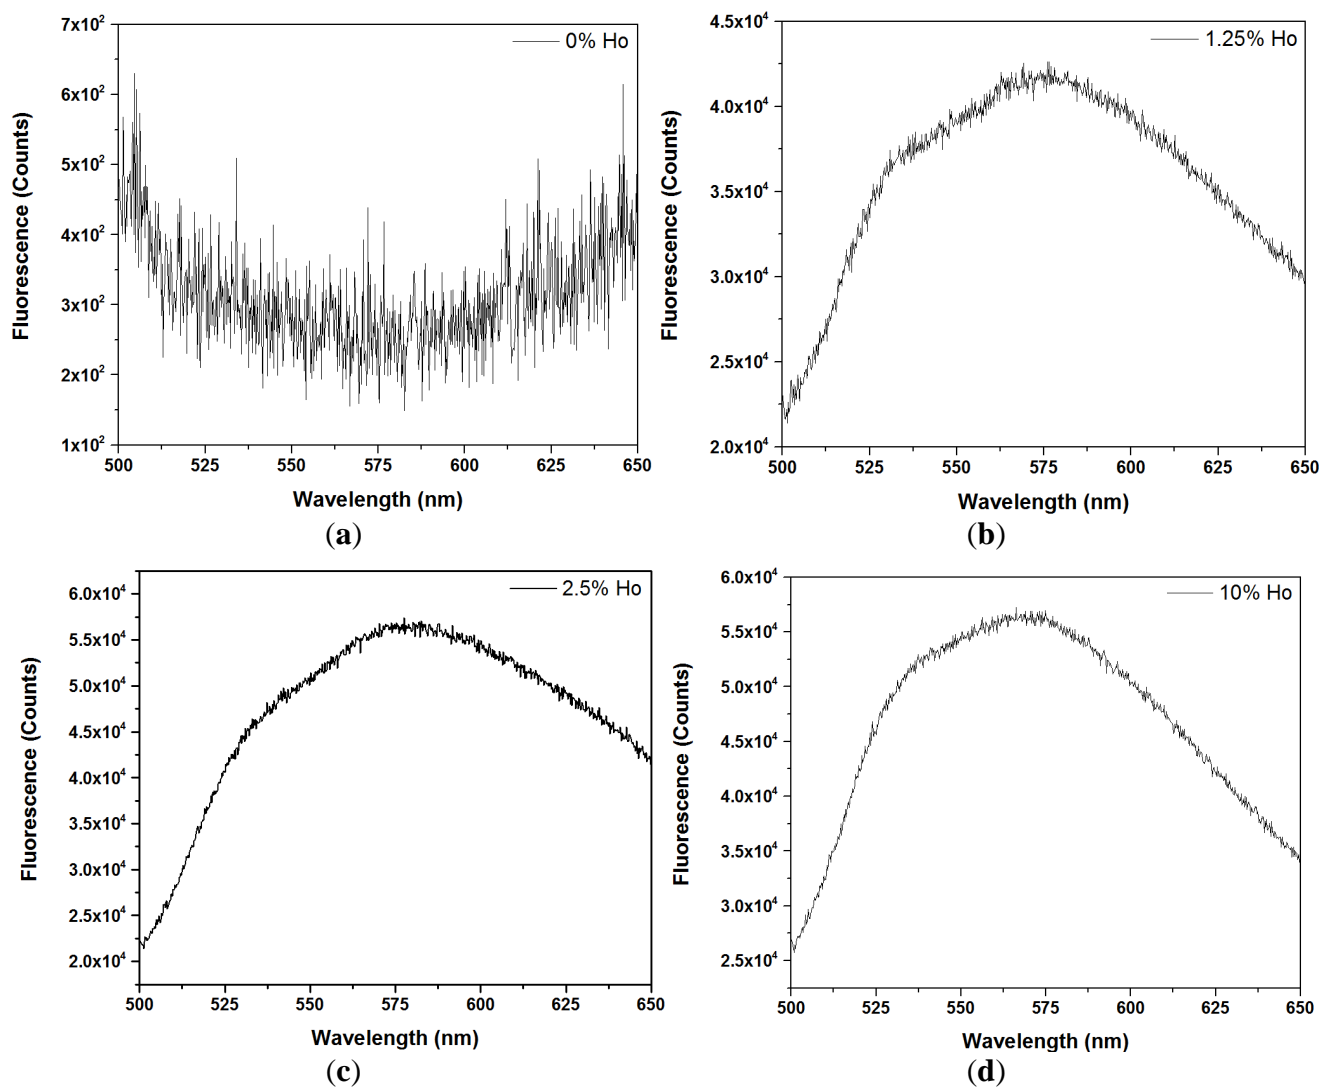 7x10²
6x10²
5x10²
4x10²
3x10²
2x10²
1x10²
Fluorescence (Counts)
0% Ho
500 525 550 575 600 625 650
Wavelength (nm)
(a)
4.5x10⁴
4.0x10⁴
3.5x10⁴
3.0x10⁴
2.5x10⁴
2.0x10⁴
Fluorescence (Counts)
1.25% Ho
500 525 550 575 600 625 650
Wavelength (nm)
(b)
6.0x10⁴
5.5x10⁴
5.0x10⁴
4.5x10⁴
4.0x10⁴
3.5x10⁴
3.0x10⁴
2.5x10⁴
2.0x10⁴
Fluorescence (Counts)
2.5% Ho
500 525 550 575 600 625 650
Wavelength (nm)
(c)
6.0x10⁴
5.5x10⁴
5.0x10⁴
4.5x10⁴
4.0x10⁴
3.5x10⁴
3.0x10⁴
2.5x10⁴
Fluorescence (Counts)
10% Ho
500 525 550 575 600 625 650
Wavelength (nm)
(d)